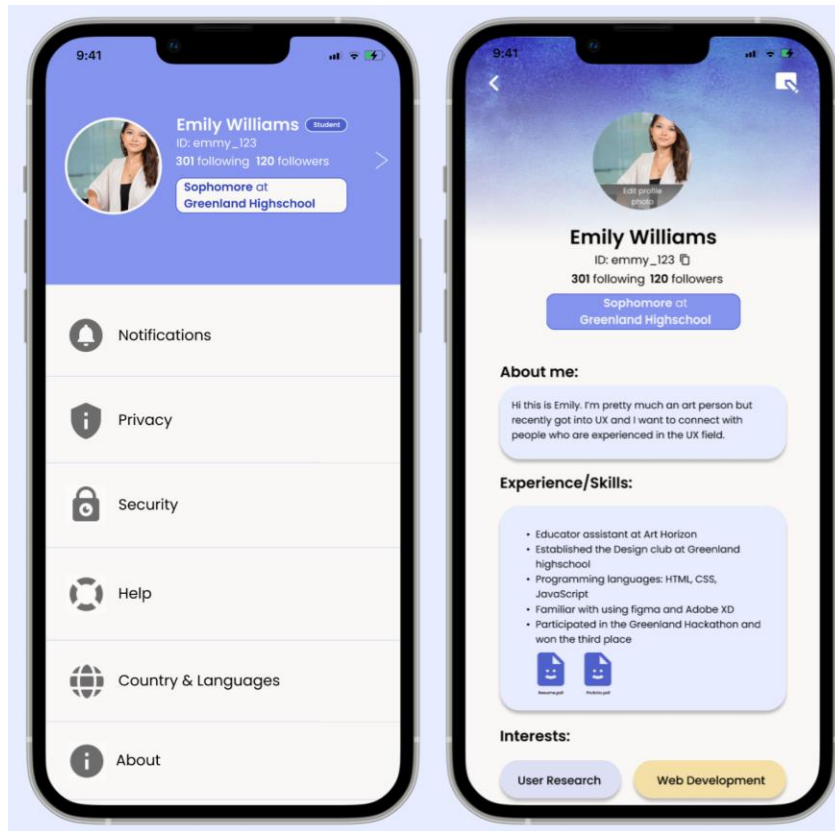 9:41
Emily Williams Student
ID: emmy_123
301 following 120 followers
Sophomore at
Greenland Highschool
Notifications
Privacy
Security
Help
Country & Languages
About
9:41
Edit profile
photo
Emily Williams
ID: emmy_123
301 following 120 followers
Sophomore at
Greenland Highschool
About me:
Hi this is Emily. I'm pretty much an art person but
recently got into UX and I want to connect with
people who are experienced in the UX field.
Experience/Skills:
• Educator assistant at Art Horizon
• Established the Design club at Greenland
highschool
• Programming languages: HTML, CSS,
JavaScript
• Familiar with using figma and Adobe XD
• Participated in the Greenland Hackathon and
won the third place
Resume.pdf
Interests:
User Research
Web Development